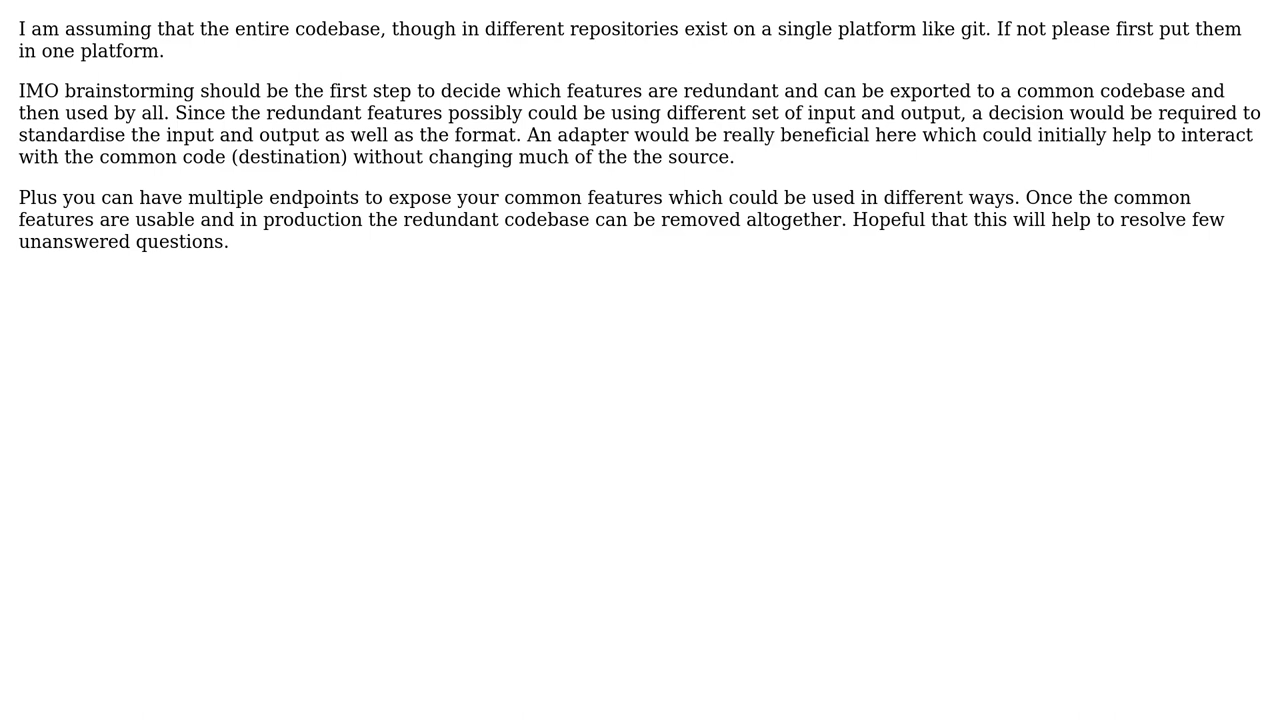 I am assuming that the entire codebase, though in different repositories exist on a single platform like git. If not please first put them
in one platform.
IMO brainstorming should be the first step to decide which features are redundant and can be exported to a common codebase and
then used by all. Since the redundant features possibly could be using different set of input and output, a decision would be required to
standardise the input and output as well as the format. An adapter would be really beneficial here which could initially help to interact
with the common code (destination) without changing much of the the source.
Plus you can have multiple endpoints to expose your common features which could be used in different ways. Once the common
features are usable and in production the redundant codebase can be removed altogether. Hopeful that this will help to resolve few
unanswered questions.